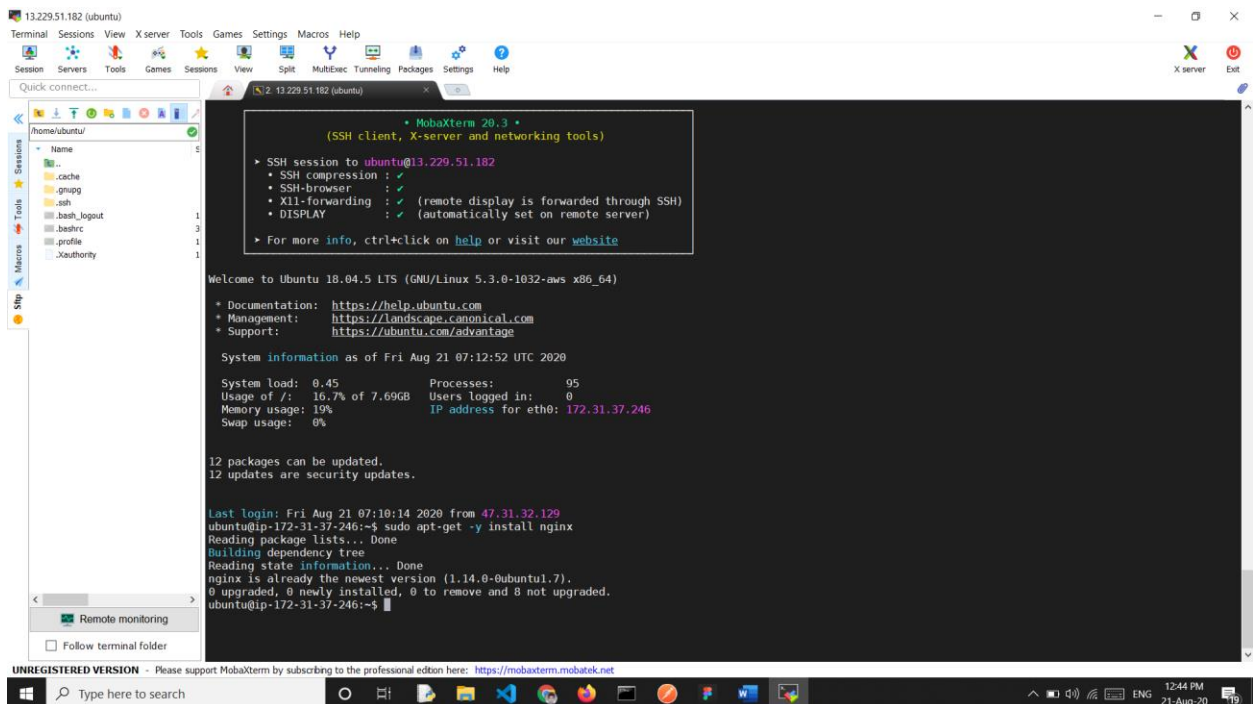 13.229.51.182 (ubuntu)
Terminal Sessions View X server Tools Games Settings Macros Help
Session Servers Tools Games Sessions View Split MultiExec Tunneling Packages Settings Help X server Exit
Quick connect...
2. 13.229.51.182 (ubuntu)
/home/ubuntu/
Name S
..
.cache
.gnupg
.ssh
.bash_logout 1
.bashrc 3
.profile 1
.Xauthority 1
Sessions
Tools
Macros
Sftp
Remote monitoring
Follow terminal folder
• MobaXterm 20.3 •
(SSH client, X-server and networking tools)
➤ SSH session to ubuntu@13.229.51.182
• SSH compression : ✔
• SSH-browser : ✔
• X11-forwarding : ✔ (remote display is forwarded through SSH)
• DISPLAY : ✔ (automatically set on remote server)
➤ For more info, ctrl+click on help or visit our website
Welcome to Ubuntu 18.04.5 LTS (GNU/Linux 5.3.0-1032-aws x86_64)
* Documentation: https://help.ubuntu.com
* Management: https://landscape.canonical.com
* Support: https://ubuntu.com/advantage
System information as of Fri Aug 21 07:12:52 UTC 2020
System load: 0.45 Processes: 95
Usage of /: 16.7% of 7.69GB Users logged in: 0
Memory usage: 19% IP address for eth0: 172.31.37.246
Swap usage: 0%
12 packages can be updated.
12 updates are security updates.
Last login: Fri Aug 21 07:10:14 2020 from 47.31.32.129
ubuntu@ip-172-31-37-246:~$ sudo apt-get -y install nginx
Reading package lists... Done
Building dependency tree
Reading state information... Done
nginx is already the newest version (1.14.0-0ubuntu1.7).
0 upgraded, 0 newly installed, 0 to remove and 8 not upgraded.
ubuntu@ip-172-31-37-246:~$
UNREGISTERED VERSION - Please support MobaXterm by subscribing to the professional edition here: https://mobaxterm.mobatek.net
Type here to search
ENG
12:44 PM
21-Aug-20
19